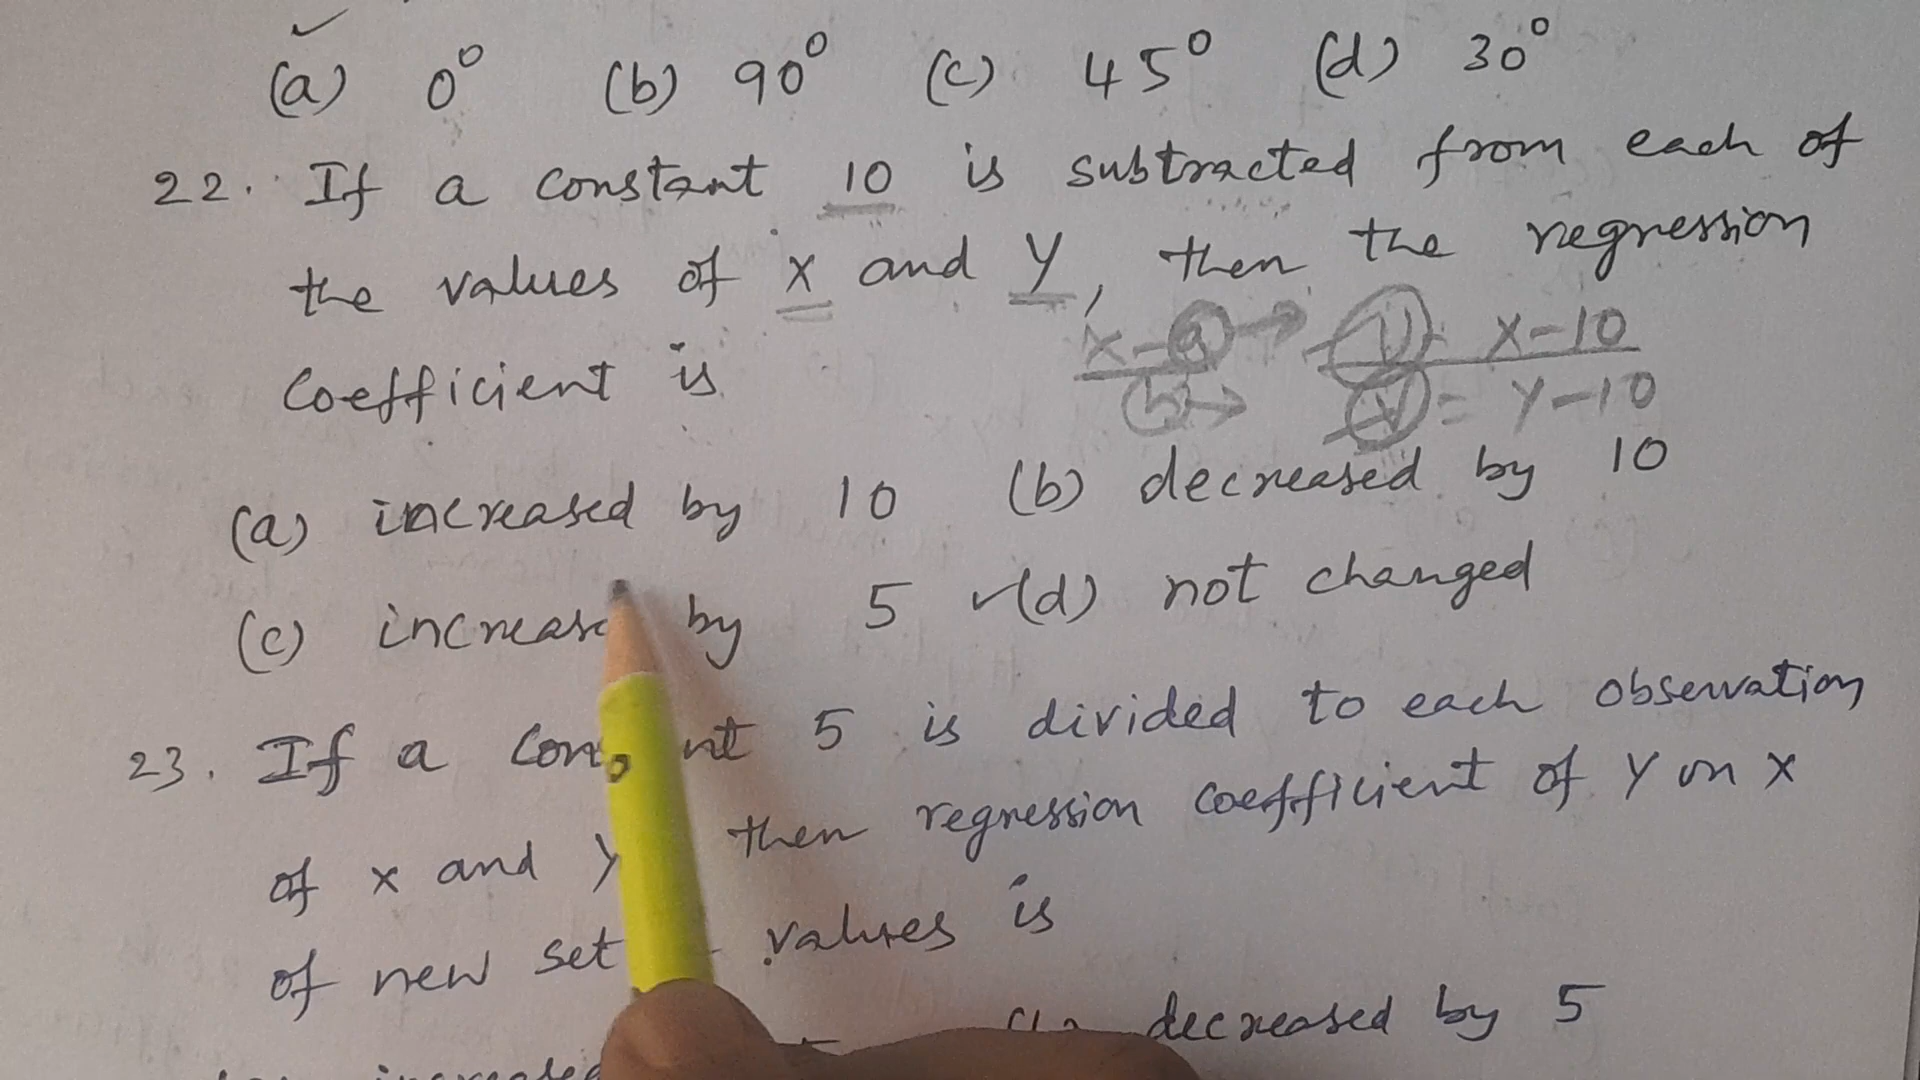 (a) 0° (b) 90° (c) 45° (d) 30°
22. If a constant 10 is subtracted from each of
the values of x and y, then the regression
x-a → U = x-10
coefficient is
b → V = y-10
(a) increased by 10 (b) decreased by 10
(c) increase by 5 ✓(d) not changed
23. If a 5 is divided to each observation
of x and y then regression coefficient of y on x
of new set values is
decreased by 5
increased